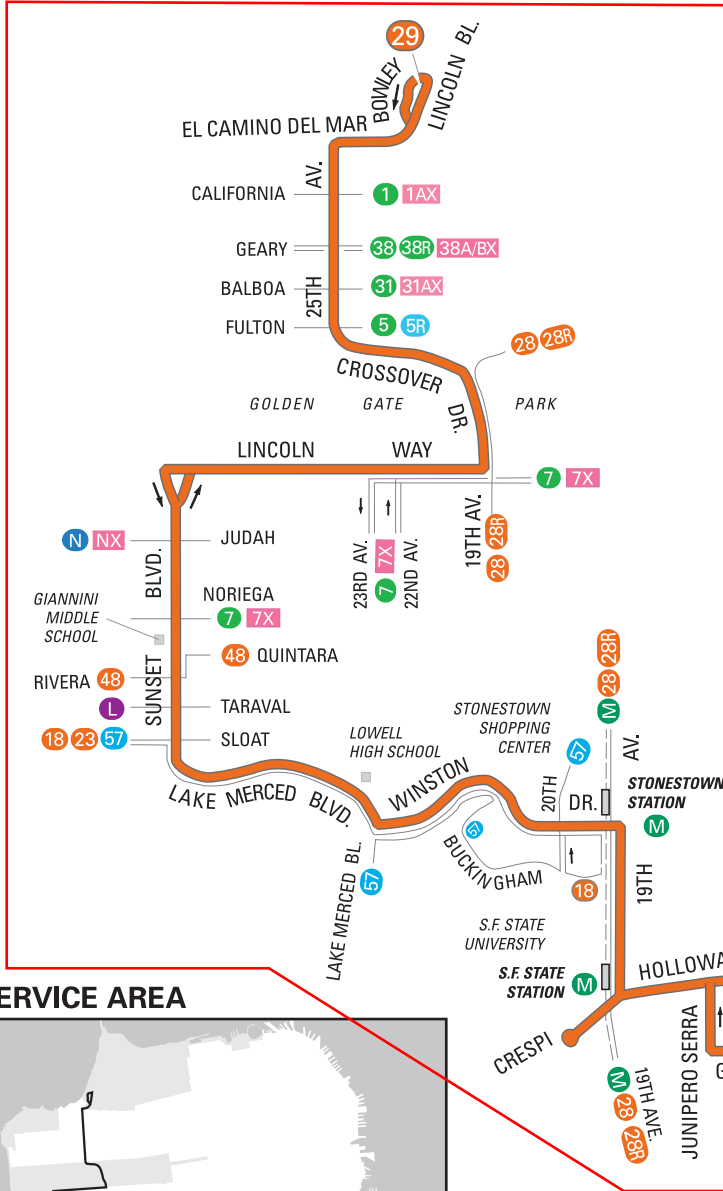 29
BOWLEY
LINCOLN BL.
EL CAMINO DEL MAR
25TH AV.
CALIFORNIA 1 1AX
GEARY 38 38R 38A/BX
BALBOA 31 31AX
FULTON 5 5R
28 28R
CROSSOVER DR.
GOLDEN GATE PARK
LINCOLN WAY
7 7X
N NX JUDAH
23RD AV.
7 7X
22ND AV.
19TH AV.
28 28R
NORIEGA
7 7X
GIANNINI
MIDDLE
SCHOOL
SUNSET BLVD.
48 QUINTARA
RIVERA 48
L TARAVAL
18 23 57 SLOAT
LAKE MERCED BLVD.
LOWELL
HIGH SCHOOL
WINSTON DR.
STONESTOWN
SHOPPING
CENTER
57
20TH
M 28 28R
19TH AV.
STONESTOWN
STATION
M
LAKE MERCED BL.
57
57
BUCKINGHAM
18
S.F. STATE
UNIVERSITY
S.F. STATE
STATION
M
HOLLOWA
CRESPI
JUNIPERO SERRA
G
M 28 28R
19TH AVE.
ERVICE AREA